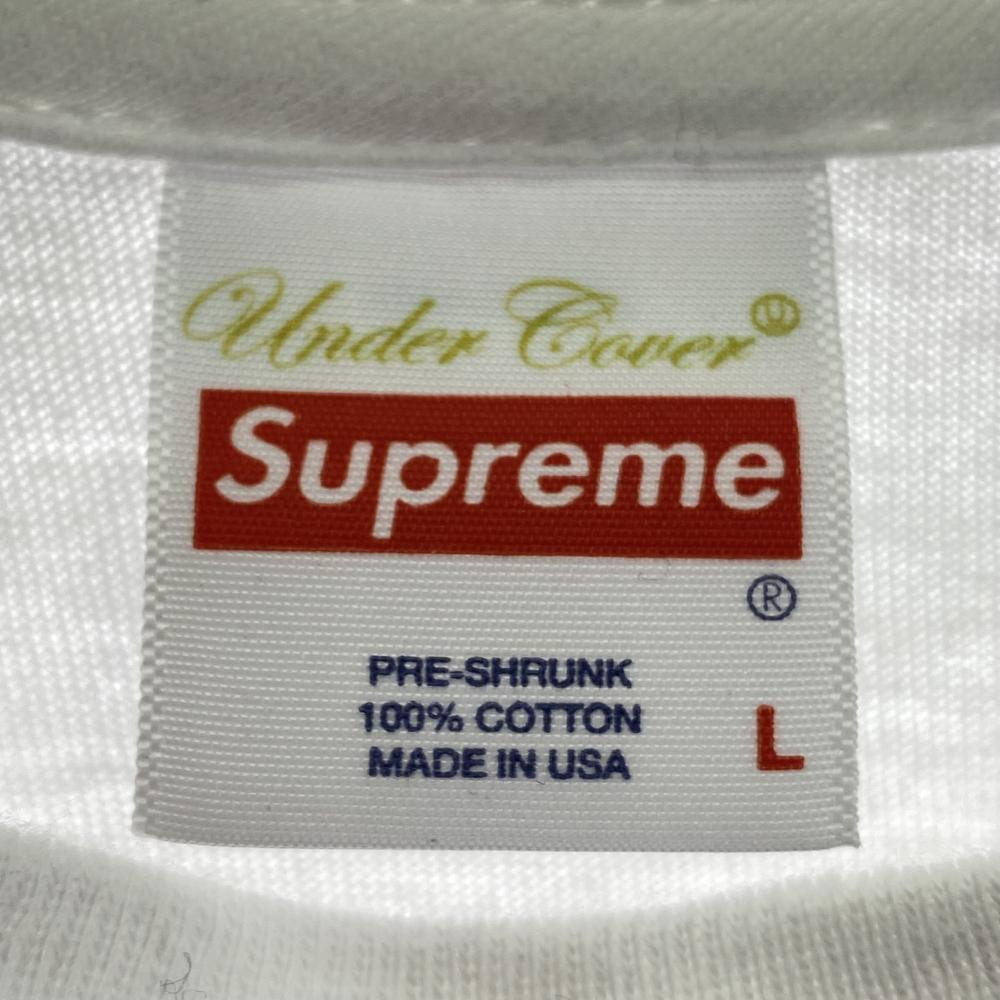 Under Cover Ⓤ
Supreme
®
PRE-SHRUNK
100% COTTON
MADE IN USA
L